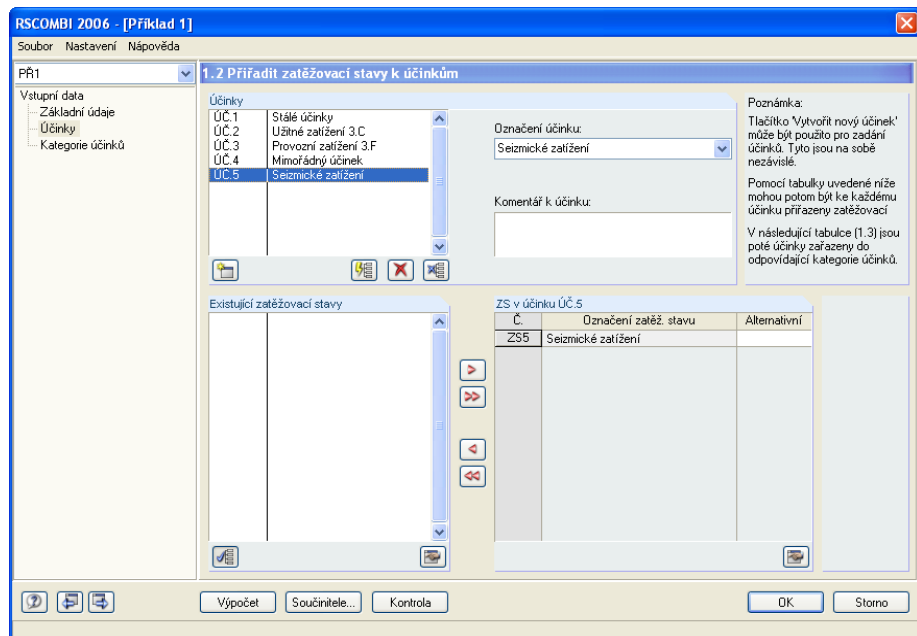 RSCOMBI 2006 - [Příklad 1]
Soubor Nastavení Nápověda
PŘ1
Vstupní data
Základní údaje
Účinky
Kategorie účinků
1.2 Přiřadit zatěžovací stavy k účinkům
Účinky
ÚČ.1 Stálé účinky
ÚČ.2 Užitné zatížení 3.C
ÚČ.3 Provozní zatížení 3.F
ÚČ.4 Mimořádný účinek
ÚČ.5 Seizmické zatížení
Označení účinku:
Seizmické zatížení
Komentář k účinku:
Poznámka:
Tlačítko 'Vytvořit nový účinek'
může být použito pro zadání
účinků. Tyto jsou na sobě
nezávislé.
Pomocí tabulky uvedené níže
mohou potom být ke každému
účinku přiřazeny zatěžovací
V následující tabulce (1.3) jsou
poté účinky zařazeny do
odpovídající kategorie účinků.
Existující zatěžovací stavy
ZS v účinku ÚČ.5
Č. Označení zatěž. stavu Alternativní
ZS5 Seizmické zatížení
Výpočet Součinitele... Kontrola OK Storno